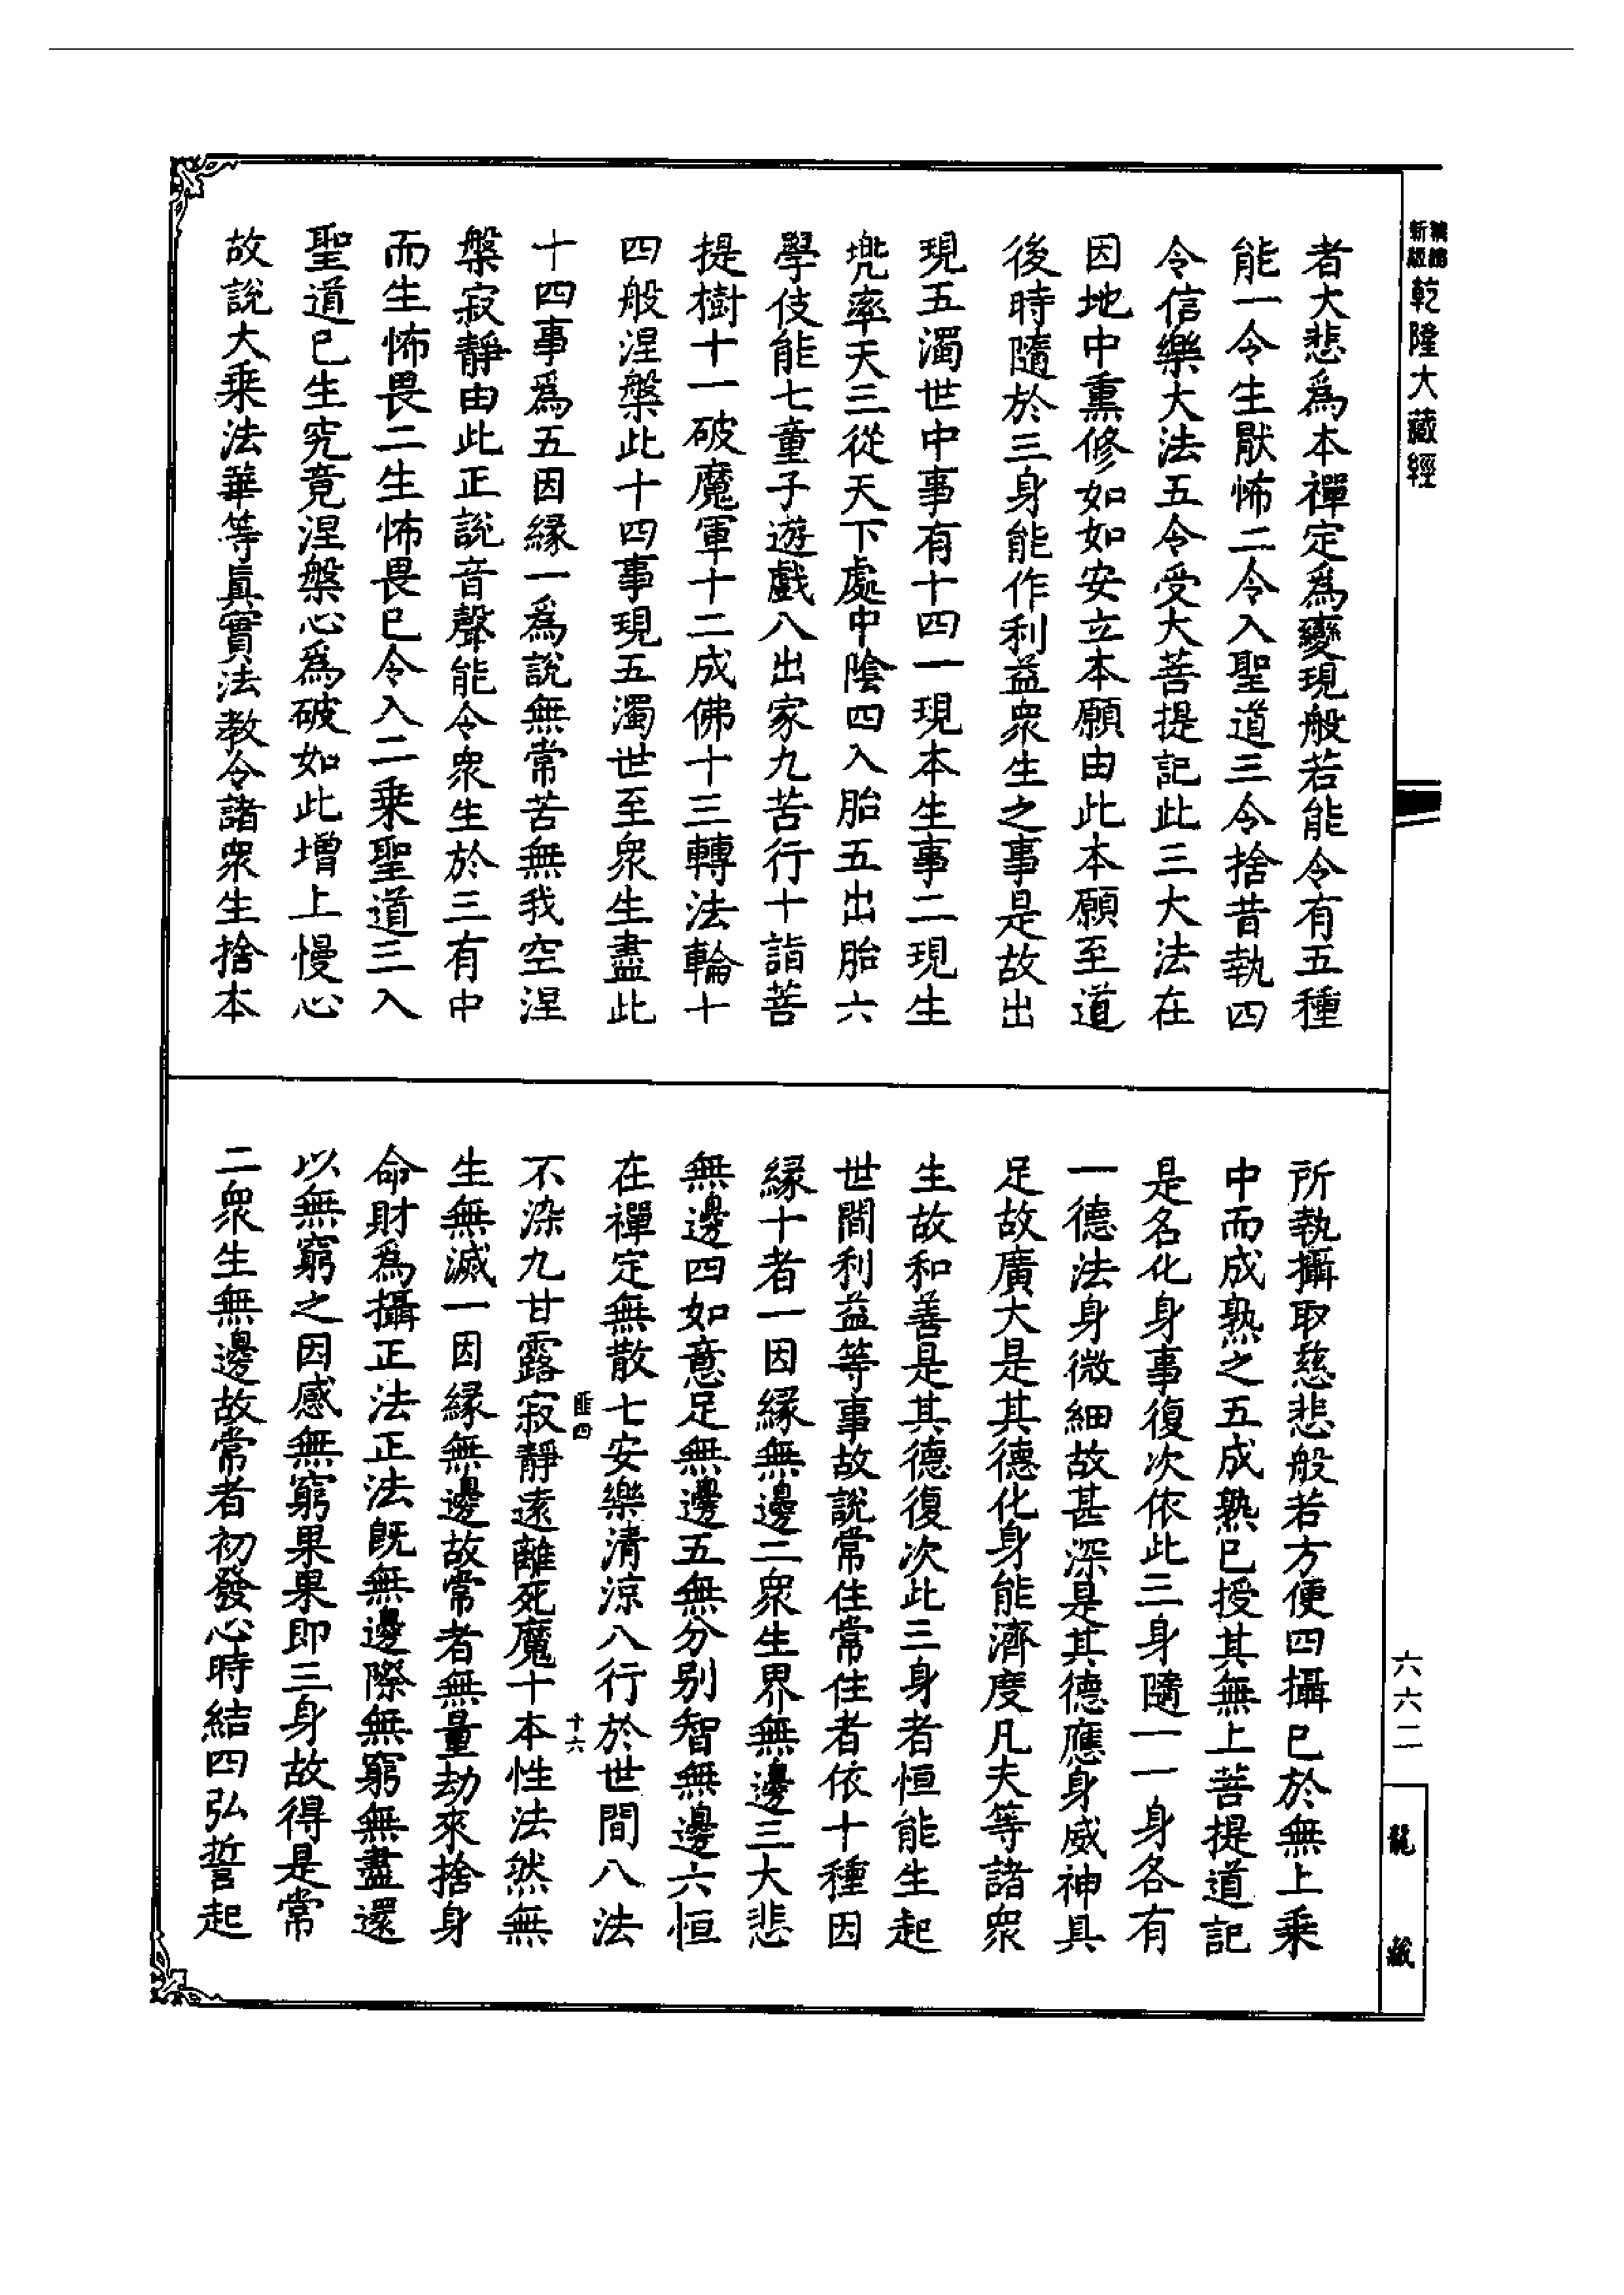 新版
乾隆大藏經
者大悲爲本禪定爲變現般若能令有五種
能一令生厭怖二令入聖道三令捨昔執四
令信樂大法五令受大菩提記此三大法在
因地中熏修如如安立本願由此本願至道
後時隨於三身能作利益衆生之事是故出
現五濁世中事有十四一現本生事二現生
兠率天三從天下處中陰四入胎五出胎六
學伎能七童子遊戲八出家九苦行十詣菩
提樹十一破魔軍十二成佛十三轉法輪十
四般涅槃此十四事現五濁世至衆生盡此
十四事爲五因緣一爲說無常苦無我空涅
槃寂靜由此正說音聲能令衆生於三有中
而生怖畏二生怖畏已令入二乘聖道三入
聖道已生究竟涅槃心爲破如此增上慢心
故說大乘法華等眞實法教令諸衆生捨本
所執攝取慈悲般若方便四攝已於無上乘
中而成熟之五成熟已授其無上菩提道記
是名化身事復次依此三身隨一一身各有
一德法身微細故甚深是其德應身威神具
足故廣大是其德化身能濟度凡夫等諸衆
生故和善是其德復次此三身者恒能生起
世間利益等事故說常住常住者依十種因
緣十者一因緣無邊二衆生界無邊三大悲
無邊四如意足無邊五無分别智無邊六恒
在禪定無散七安樂清涼八行於世間八法
匪四
十六
不染九甘露寂靜遠離死魔十本性法然無
生無滅一因緣無邊故常者無量劫來捨身
命財爲攝正法正法旣無邊際無窮無盡還
以無窮之因感無窮果果即三身故得是常
二衆生無邊故常者初發心時結四弘誓起
六六二
龍藏